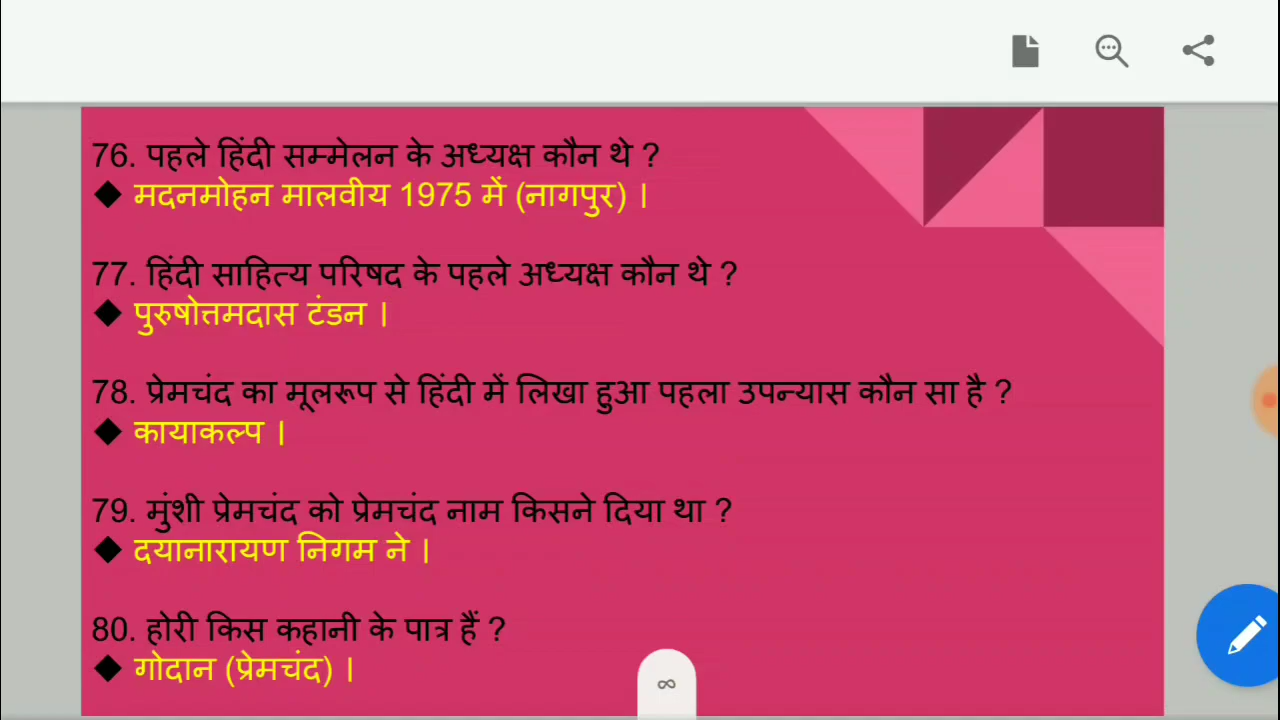 76. पहले हिंदी सम्मेलन के अध्यक्ष कौन थे ?
◆ मदनमोहन मालवीय 1975 में (नागपुर) ।
77. हिंदी साहित्य परिषद के पहले अध्यक्ष कौन थे ?
◆ पुरुषोत्तमदास टंडन ।
78. प्रेमचंद का मूलरूप से हिंदी में लिखा हुआ पहला उपन्यास कौन सा है ?
◆ कायाकल्प ।
79. मुंशी प्रेमचंद को प्रेमचंद नाम किसने दिया था ?
◆ दयानारायण निगम ने ।
80. होरी किस कहानी के पात्र हैं ?
◆ गोदान (प्रेमचंद) ।